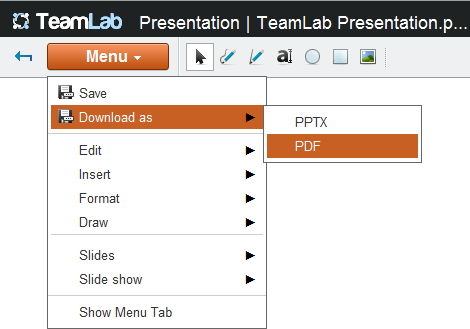 TeamLab Presentation | TeamLab Presentation.p...
Menu
aI
Save
Download as
PPTX
PDF
Edit
Insert
Format
Draw
Slides
Slide show
Show Menu Tab